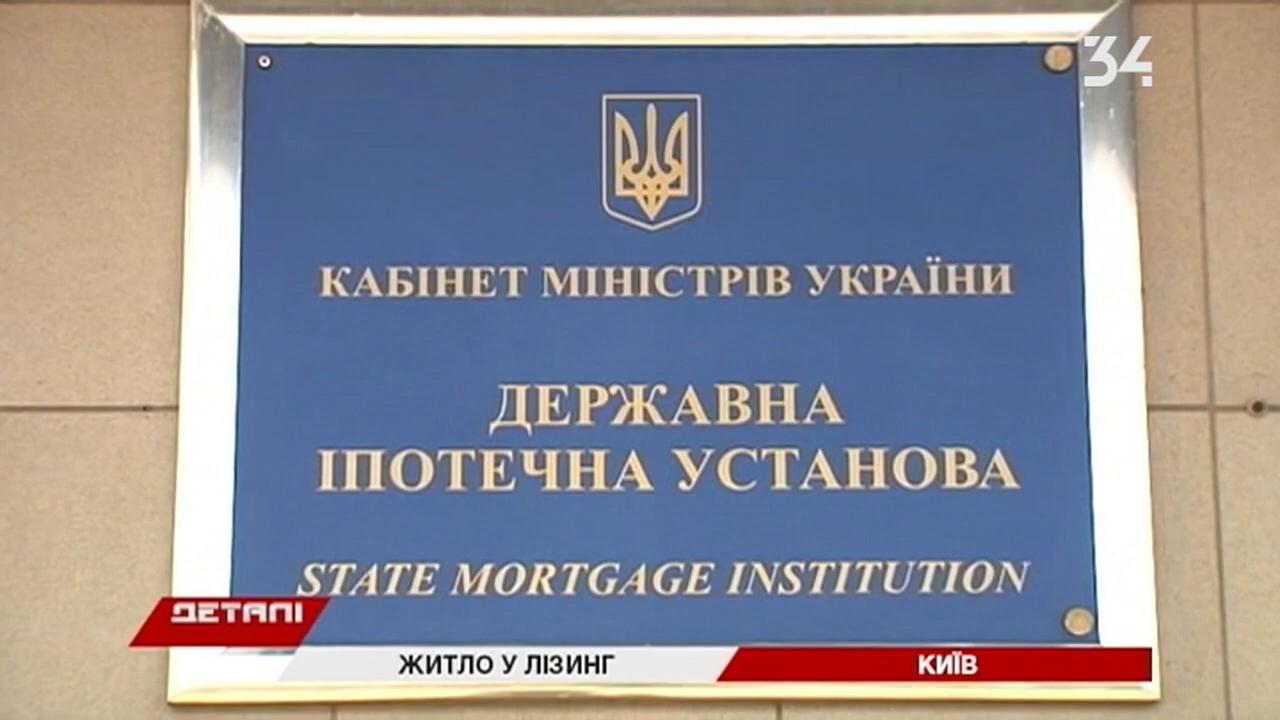 34
КАБІНЕТ МІНІСТРІВ УКРАЇНИ
ДЕРЖАВНА
ІПОТЕЧНА УСТАНОВА
STATE MORTGAGE INSTITUTION
ДЕТАЛІ
ЖИТЛО У ЛІЗИНГ
КИЇВ